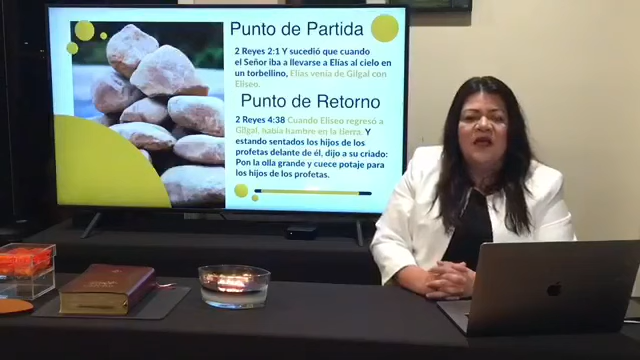 Punto de Partida
2 Reyes 2:1 Y sucedió que cuando
el Señor iba a llevarse a Elías al cielo en
un torbellino, Elías venía de Gilgal con
Eliseo.
Punto de Retorno
2 Reyes 4:38 Cuando Eliseo regresó a
Gilgal, había hambre en la tierra. Y
estando sentados los hijos de los
profetas delante de él, dijo a su criado:
Pon la olla grande y cuece potaje para
los hijos de los profetas.